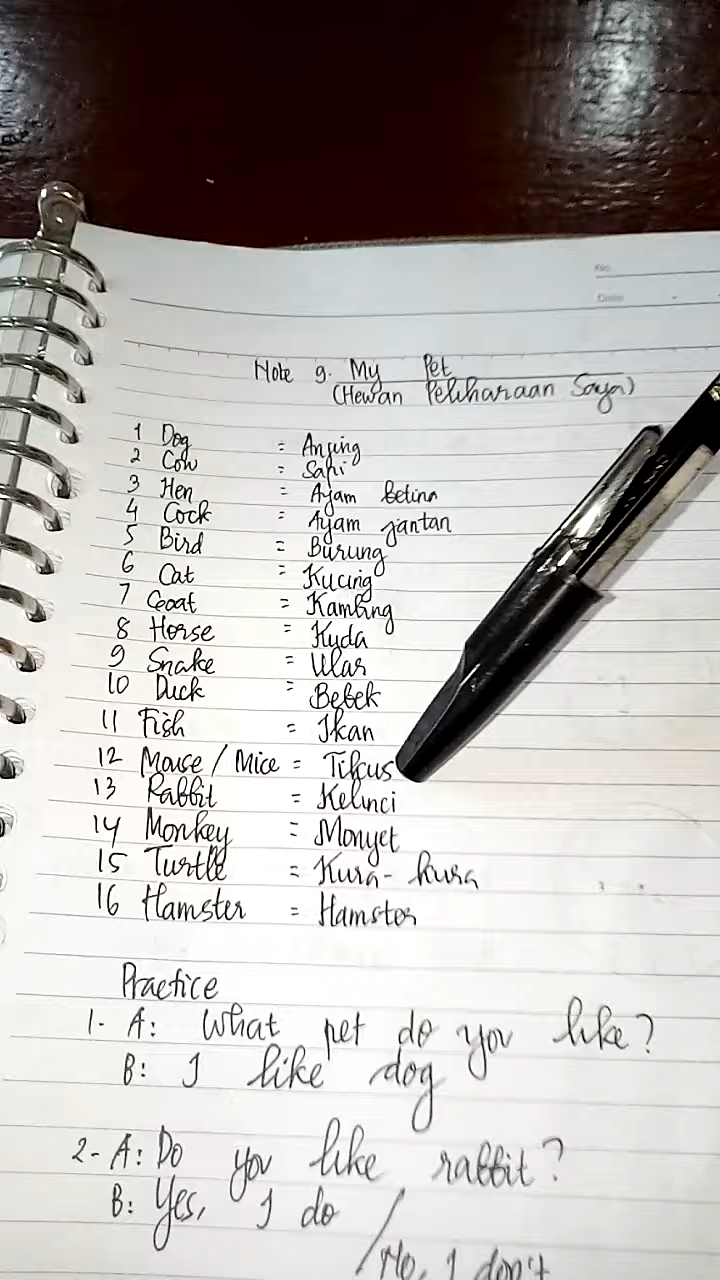 No.
Date
Note 9. My Pet
(Hewan Peliharaan Saya)
1 Dog = Anjing
2 Cow = Sapi
3 Hen = Ayam betina
4 Cock = Ayam jantan
5 Bird = Burung
6 Cat = Kucing
7 Goat = Kambing
8 Horse = Kuda
9 Snake = Ular
10 Duck = Bebek
11 Fish = Ikan
12 Mouse / Mice = Tikus
13 Rabbit = Kelinci
14 Monkey = Monyet
15 Turtle = Kura-kura
16 Hamster = Hamster
Practice
1- A: What pet do you like?
B: I like dog
2- A: Do you like rabbit?
B: Yes, I do /
No, I don't